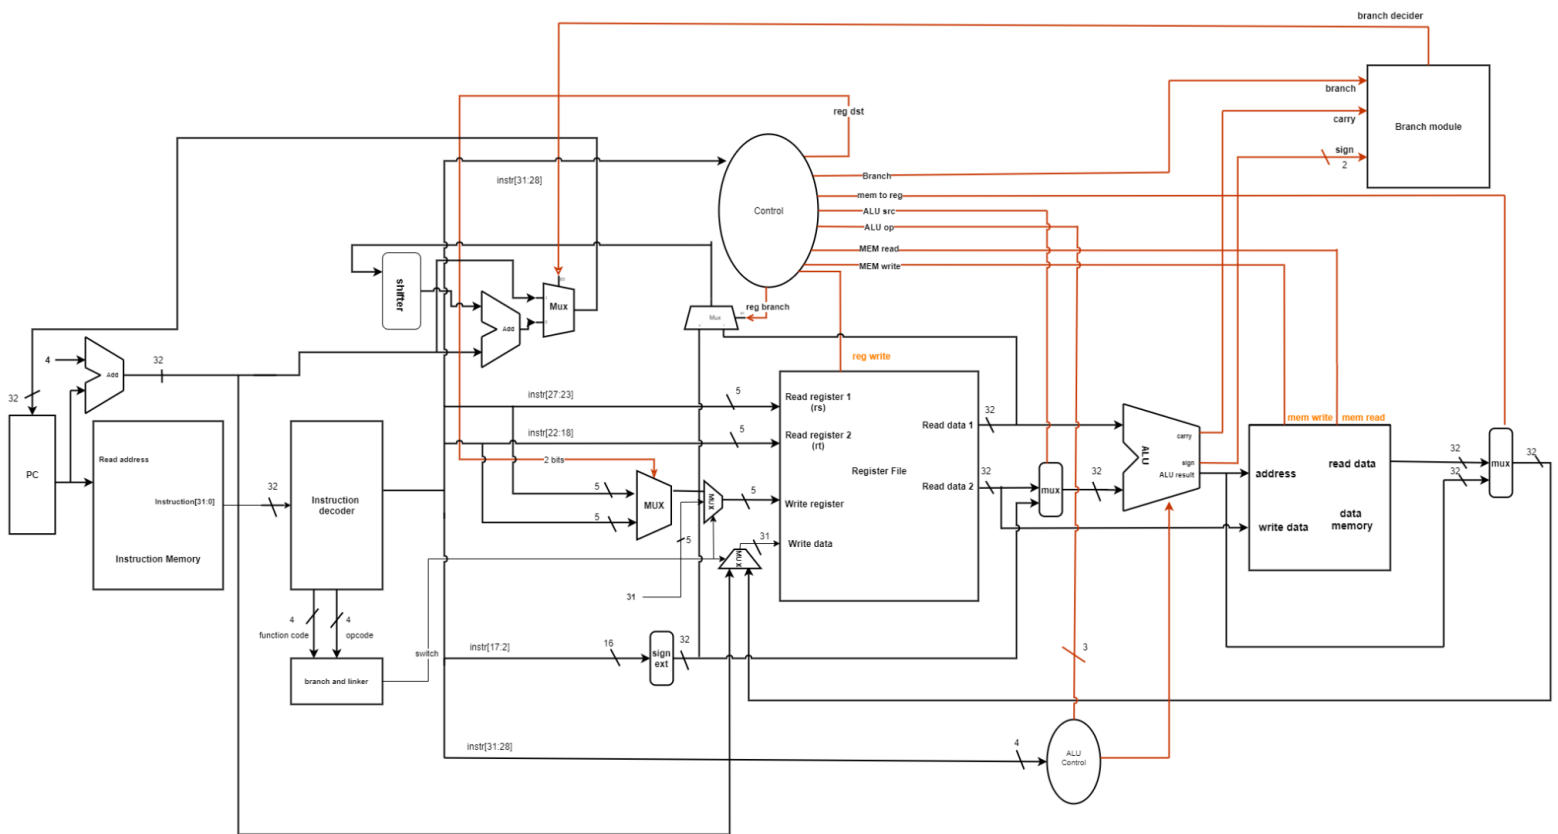 branch decider
branch
carry
Branch module
sign
2
reg dst
instr[31:28]
Control
Branch
mem to reg
ALU src
ALU op
MEM read
MEM write
reg branch
shifter
Mux
Mux
Add
4
Add
32
32
reg write
PC
Read address
Instruction[31:0]
32
Instruction Memory
Instruction
decoder
instr[27:23]
5
instr[22:18]
5
2 bits
5
5
MUX
MUX
5
5
31
MUX
31
Read register 1
(rs)
Read register 2
(rt)
Register File
Write register
Write data
Read data 1
32
Read data 2
32
mux
32
ALU
carry
sign
ALU result
mem write
mem read
address
read data
write data
data
memory
32
32
mux
32
4
function code
4
opcode
branch and linker
switch
instr[17:2]
16
sign
ext
32
3
instr[31:28]
4
ALU
Control